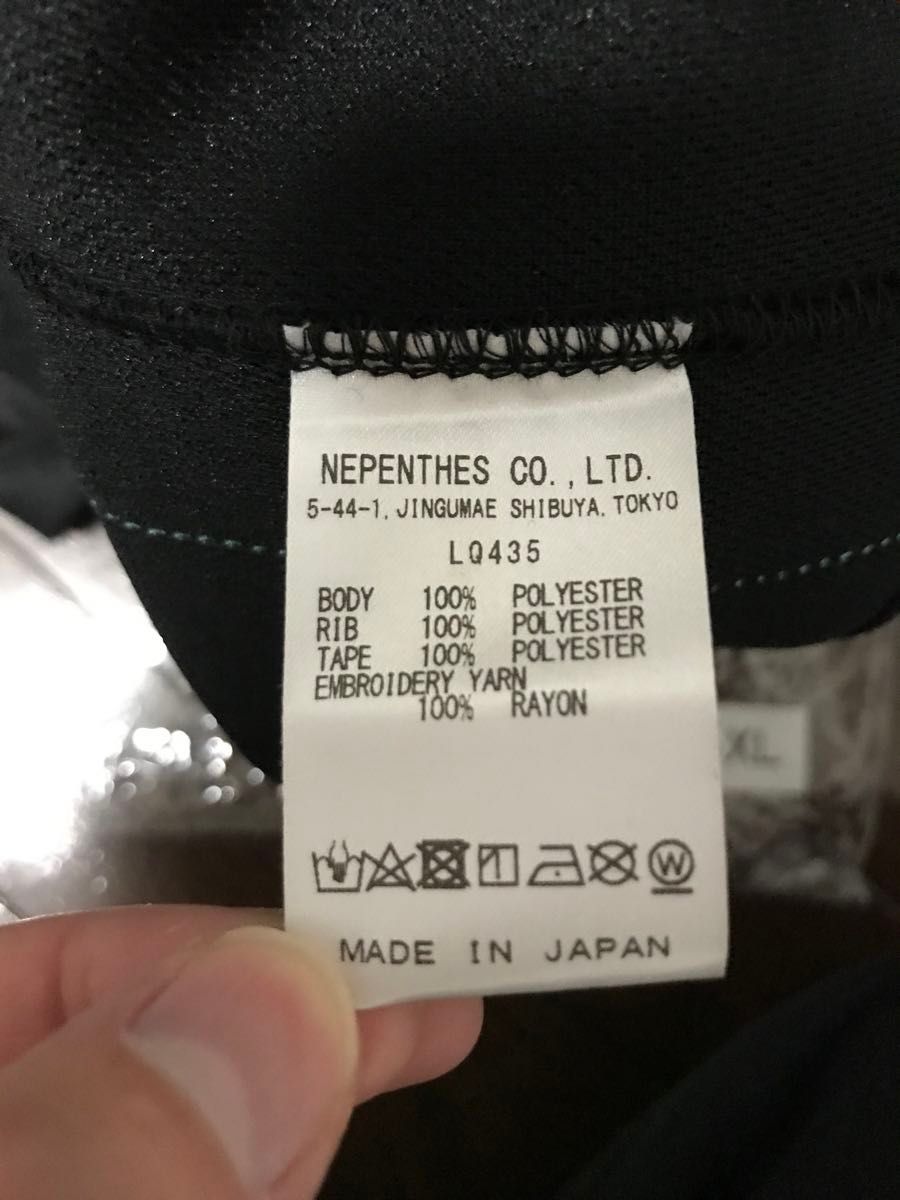 NEPENTHES CO., LTD.
5-44-1, JINGUMAE SHIBUYA, TOKYO
LQ435
BODY 100% POLYESTER
RIB 100% POLYESTER
TAPE 100% POLYESTER
EMBROIDERY YARN
100% RAYON
W
MADE IN JAPAN
XL